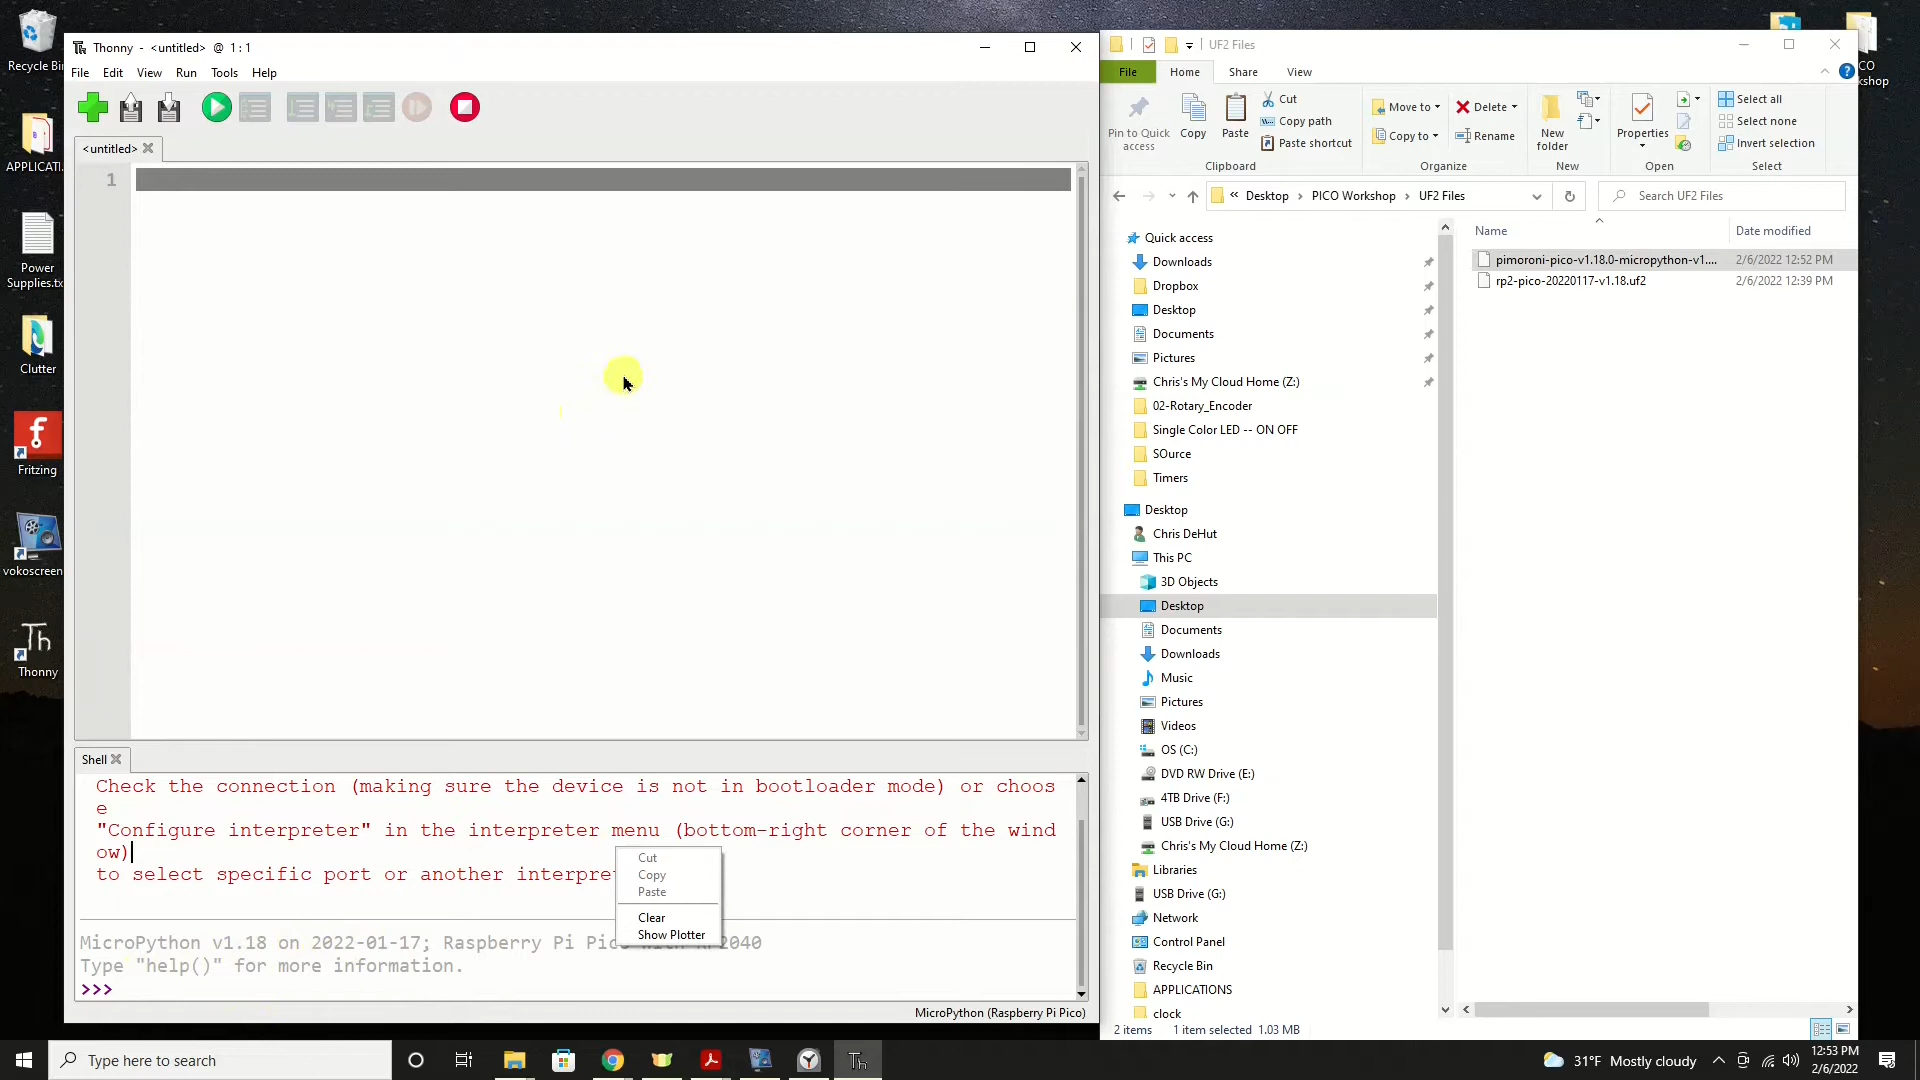 Recycle Bin
APPLICATI...
Power
Supplies.tx
Clutter
Fritzing
vokoscreen
Thonny
Thonny - <untitled> @ 1 : 1
File Edit View Run Tools Help
<untitled>
1
Shell
Check the connection (making sure the device is not in bootloader mode) or choos
e
"Configure interpreter" in the interpreter menu (bottom-right corner of the wind
ow)
to select specific port or another interpre
MicroPython v1.18 on 2022-01-17; Raspberry Pi Pic 2040
Type "help()" for more information.
>>>
Cut
Copy
Paste
Clear
Show Plotter
MicroPython (Raspberry Pi Pico)
UF2 Files
File Home Share View
Pin to Quick
access
Copy
Paste
Cut
Copy path
Paste shortcut
Clipboard
Move to
Copy to
Delete
Rename
Organize
New
folder
New
Properties
Open
Select all
Select none
Invert selection
Select
« Desktop › PICO Workshop › UF2 Files
Search UF2 Files
Name Date modified
pimoroni-pico-v1.18.0-micropython-v1.... 2/6/2022 12:52 PM
rp2-pico-20220117-v1.18.uf2 2/6/2022 12:39 PM
Quick access
Downloads
Dropbox
Desktop
Documents
Pictures
Chris's My Cloud Home (Z:)
02-Rotary_Encoder
Single Color LED -- ON OFF
SOurce
Timers
Desktop
Chris DeHut
This PC
3D Objects
Desktop
Documents
Downloads
Music
Pictures
Videos
OS (C:)
DVD RW Drive (E:)
4TB Drive (F:)
USB Drive (G:)
Chris's My Cloud Home (Z:)
Libraries
USB Drive (G:)
Network
Control Panel
Recycle Bin
APPLICATIONS
clock
2 items 1 item selected 1.03 MB
CO
kshop
Type here to search
31°F Mostly cloudy
12:53 PM
2/6/2022